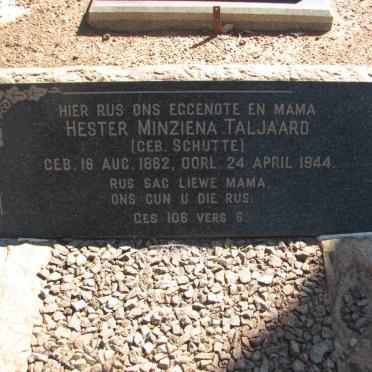 HIER RUS ONS EGGENOTE EN MAMA
HESTER MINZIENA TALJAARD
(GEB. SCHUTTE)
GEB. 16 AUG. 1882, OORL. 24 APRIL 1944.
RUS SAG LIEWE MAMA,
ONS GUN U DIE RUS.
GES 106 VERS 6.